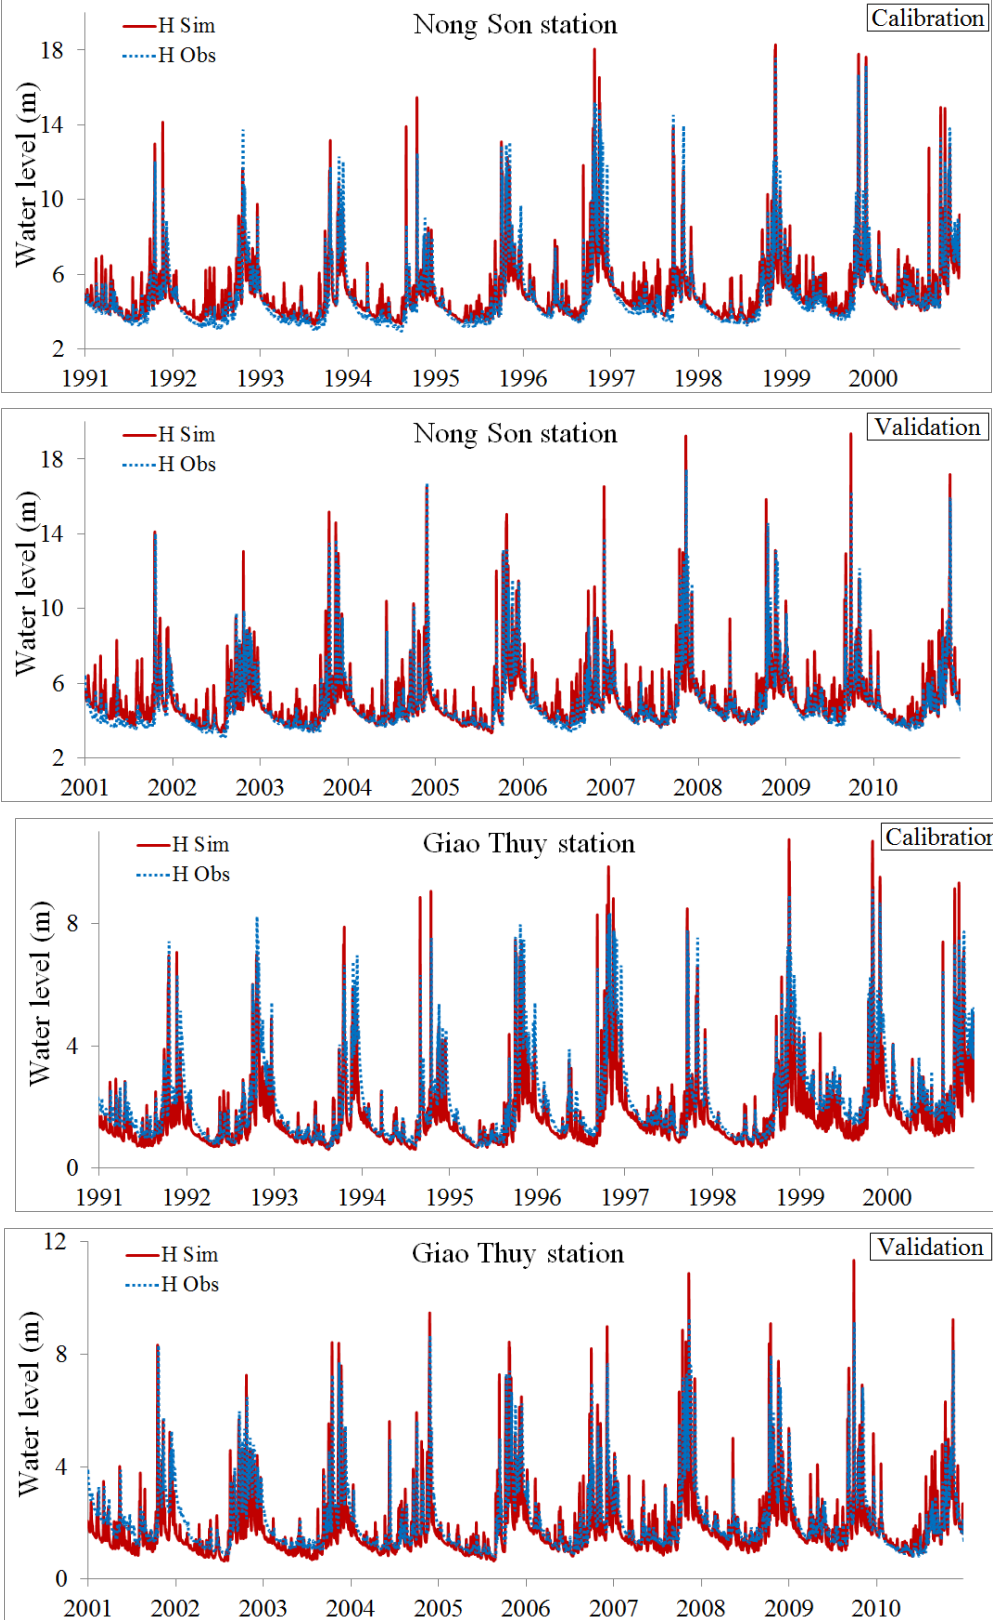 Nong Son station
Calibration
H Sim
H Obs
Water level (m)
18
14
10
6
2
1991 1992 1993 1994 1995 1996 1997 1998 1999 2000
Nong Son station
Validation
H Sim
H Obs
Water level (m)
18
14
10
6
2
2001 2002 2003 2004 2005 2006 2007 2008 2009 2010
Giao Thuy station
Calibration
H Sim
H Obs
Water level (m)
8
4
0
1991 1992 1993 1994 1995 1996 1997 1998 1999 2000
Giao Thuy station
Validation
H Sim
H Obs
Water level (m)
12
8
4
0
2001 2002 2003 2004 2005 2006 2007 2008 2009 2010